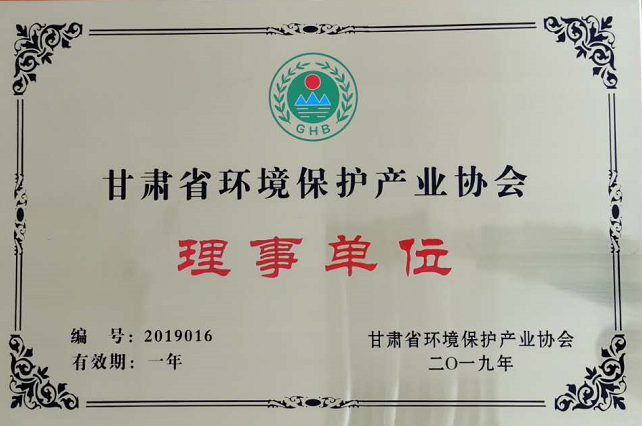 GHB
甘肃省环境保护产业协会
理事单位
编 号: 2019016
有效期: 一年
甘肃省环境保护产业协会
二〇一九年